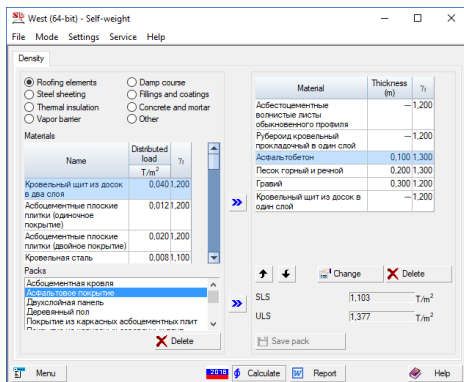 West (64-bit) - Self-weight
File Mode Settings Service Help
Density
Roofing elements
Damp course
Steel sheeting
Fillings and coatings
Thermal insulation
Concrete and mortar
Vapor barrier
Other
Materials
Name
Distributed load
T/m²
γf
Кровельный щит из досок
в два слоя
0,040 1,200
Асбоцементные плоские
плитки (одиночное
покрытие)
0,012 1,200
Асбоцементные плоские
плитки (двойное покрытие)
0,020 1,200
Кровельная сталь
0,008 1,100
Packs
Асбоцементная кровля
Асфальтовое покрытие
Двухслойная панель
Деревянный пол
Покрытие из каркасных асбоцементных плит
Delete
Material
Thickness
(m)
γf
Асбестоцементные
волнистые листы
обыкновенного профиля
--- 1,200
Рубероид кровельный
прокладочный в один слой
--- 1,200
Асфальтобетон 0,100 1,300
Песок горный и речной 0,200 1,300
Гравий 0,300 1,200
Кровельный щит из досок в
один слой
--- 1,200
Change
Delete
SLS 1,103 T/m²
ULS 1,377 T/m²
Save pack
Menu
2016
Calculate
Report
Help